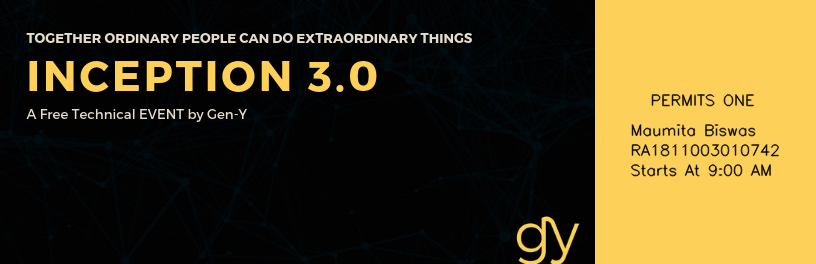 TOGETHER ORDINARY PEOPLE CAN DO EXTRAORDINARY THINGS
INCEPTION 3.0
A Free Technical EVENT by Gen-Y
gy
PERMITS ONE
Maumita Biswas
RA1811003010742
Starts At 9:00 AM